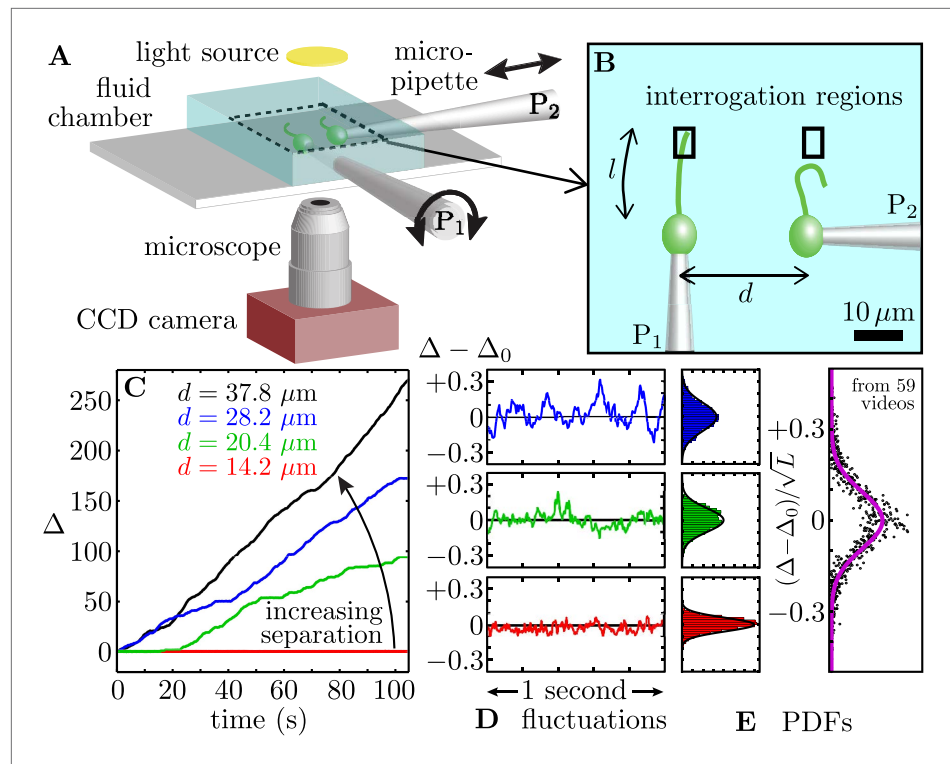 A
light source
micro-
pipette
fluid
chamber
P₂
P₁
microscope
CCD camera
B
interrogation regions
l
P₂
d
P₁
10 μm
C
d = 37.8 μm
d = 28.2 μm
d = 20.4 μm
d = 14.2 μm
increasing
separation
Δ
250
200
150
100
50
0
0 20 40 60 80 100
time (s)
Δ − Δ₀
+0.3
0
−0.3
+0.3
0
−0.3
+0.3
0
−0.3
1 second
D fluctuations
from 59
videos
(Δ−Δ₀)/√L
+0.3
0
−0.3
E PDFs